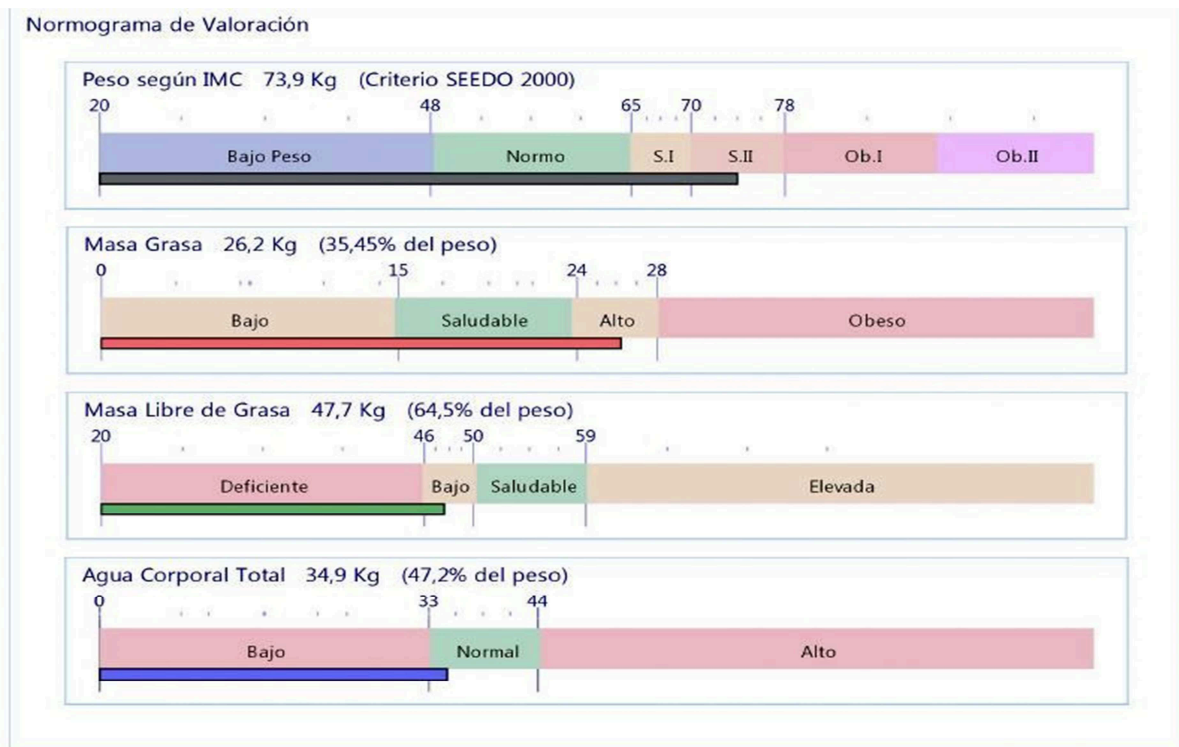 Normograma de Valoración
Peso según IMC 73,9 Kg (Criterio SEEDO 2000)
20 48 65 70 78
Bajo Peso Normo S.I S.II Ob.I Ob.II
Masa Grasa 26,2 Kg (35,45% del peso)
0 15 24 28
Bajo Saludable Alto Obeso
Masa Libre de Grasa 47,7 Kg (64,5% del peso)
20 46 50 59
Deficiente Bajo Saludable Elevada
Agua Corporal Total 34,9 Kg (47,2% del peso)
0 33 44
Bajo Normal Alto